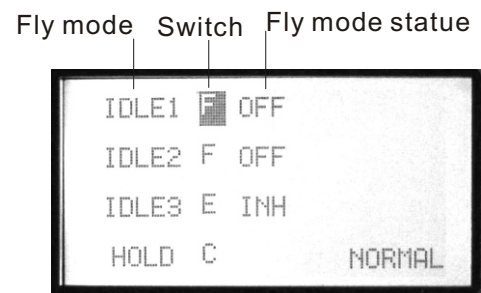 Fly mode Switch Fly mode statue
IDLE1 F OFF
IDLE2 F OFF
IDLE3 E INH
HOLD C NORMAL